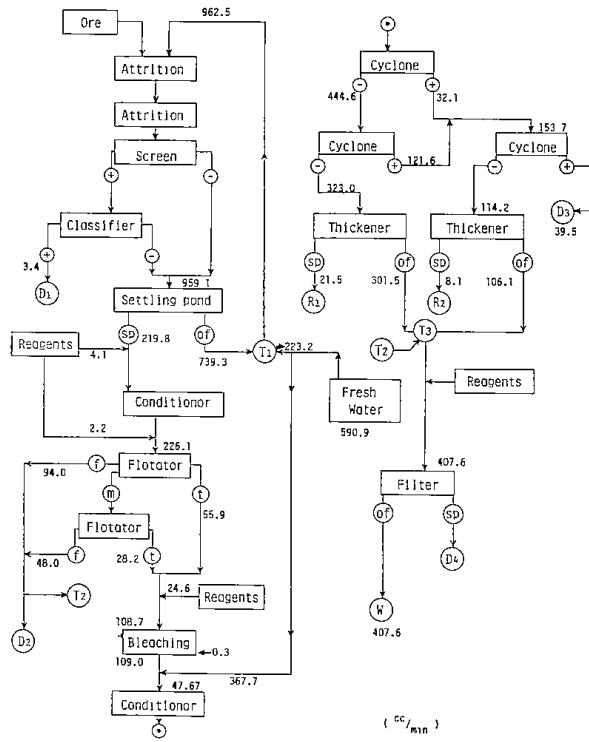 962.5
Ore
Attrition
Attrition
Screen
+
-
Classifier
+
-
3.4
D1
959.1
Settling pond
sp
of
219.8
Reagents
4.1
739.3
T1
223.2
Conditionor
Fresh
Water
590.9
2.2
226.1
Flotator
f
94.0
t
m
55.9
Flotator
f
48.0
28.2
t
T2
24.6
Reagents
D2
108.7
Bleaching
0.3
109.0
47.67
367.7
Conditionor
Cyclone
-
+
444.6
32.1
153.7
Cyclone
Cyclone
-
+
121.6
-
+
323.0
114.2
D3
39.5
Thickener
Thickener
sp
of
sp
of
21.5
301.5
8.1
106.1
R1
R2
T3
T2
Reagents
407.6
Filter
of
sp
D4
W
407.6
( cc/min )